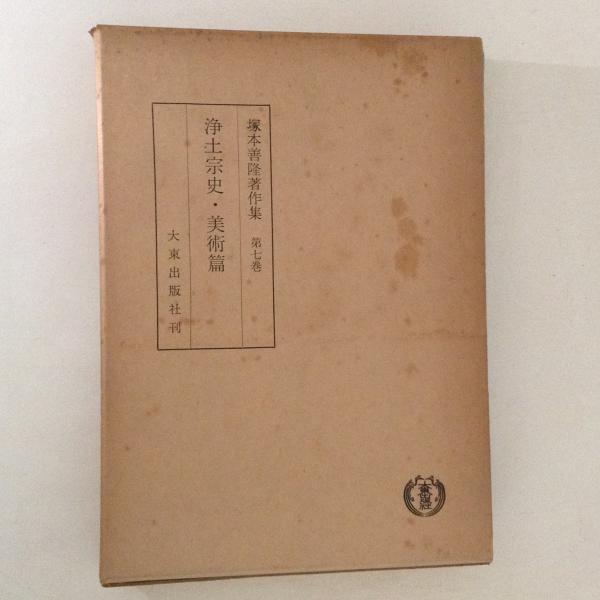 塚本善隆著作集 第七巻
浄土宗史・美術篇
大東出版社刊